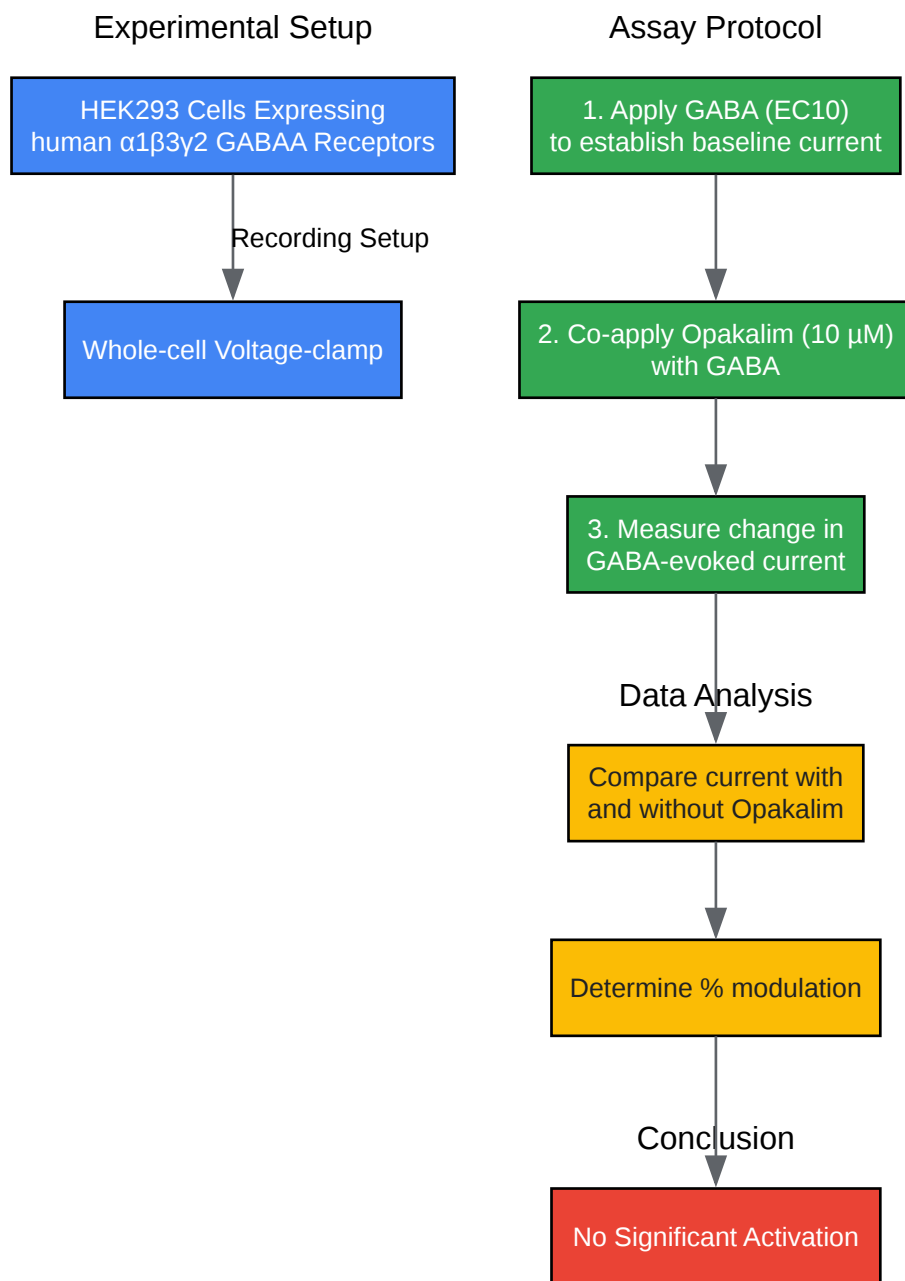 Experimental Setup
HEK293 Cells Expressing
human α1β3γ2 GABAA Receptors
Recording Setup
Whole-cell Voltage-clamp
Assay Protocol
1. Apply GABA (EC10)
to establish baseline current
2. Co-apply Opakalim (10 µM)
with GABA
3. Measure change in
GABA-evoked current
Data Analysis
Compare current with
and without Opakalim
Determine % modulation
Conclusion
No Significant Activation